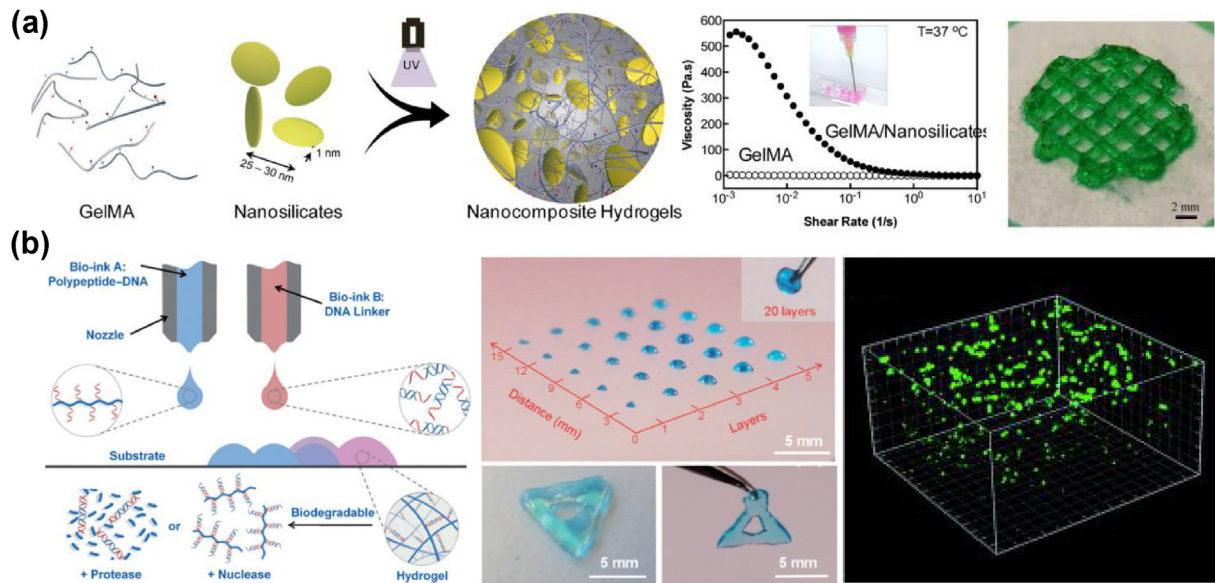 (a)
UV
1 nm
25 – 30 nm
GelMA
Nanosilicates
Nanocomposite Hydrogels
Viscosity (Pa.s)
600
500
400
300
200
100
0
T=37 ºC
GelMA/Nanosilicates
GelMA
10⁻³
10⁻²
10⁻¹
10⁰
10¹
Shear Rate (1/s)
2 mm
(b)
Bio-ink A:
Polypeptide–DNA
Bio-ink B:
DNA Linker
Nozzle
Substrate
Biodegradable
or
+ Protease
+ Nuclease
Hydrogel
20 layers
15
12
9
6
3
0
1
2
3
4
5
Distance (mm)
Layers
5 mm
5 mm
5 mm